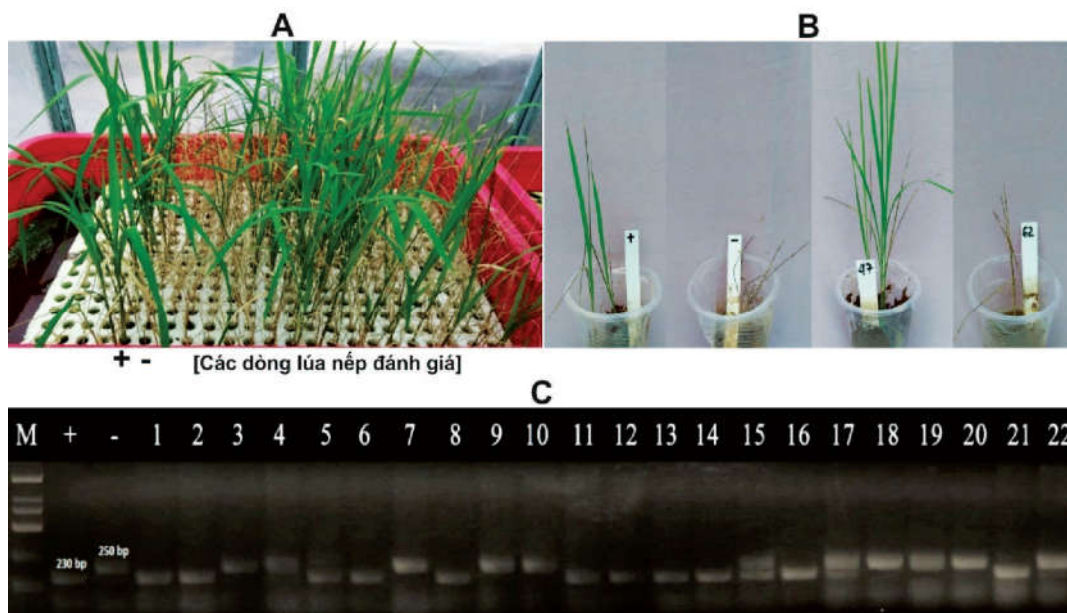 A
B
+ -
[Các dòng lúa nếp đánh giá]
+
-
47
62
C
M + - 1 2 3 4 5 6 7 8 9 10 11 12 13 14 15 16 17 18 19 20 21 22
230 bp
250 bp